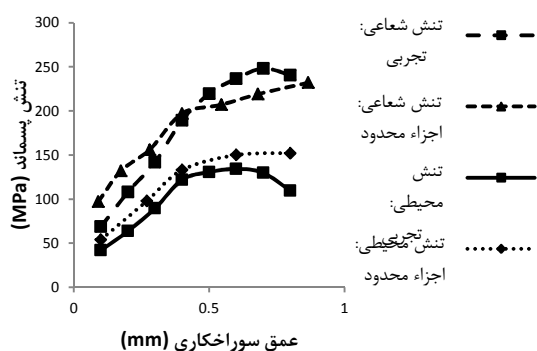 300
250
200
150
100
50
0
0
0.5
1
تنش پسماند (MPa)
عمق سوراخکاری (mm)
تنش شعاعی:
تجربی
تنش شعاعی:
اجزاء محدود
تنش
محیطی:
تجربی
تنش محیطی:
اجزاء محدود